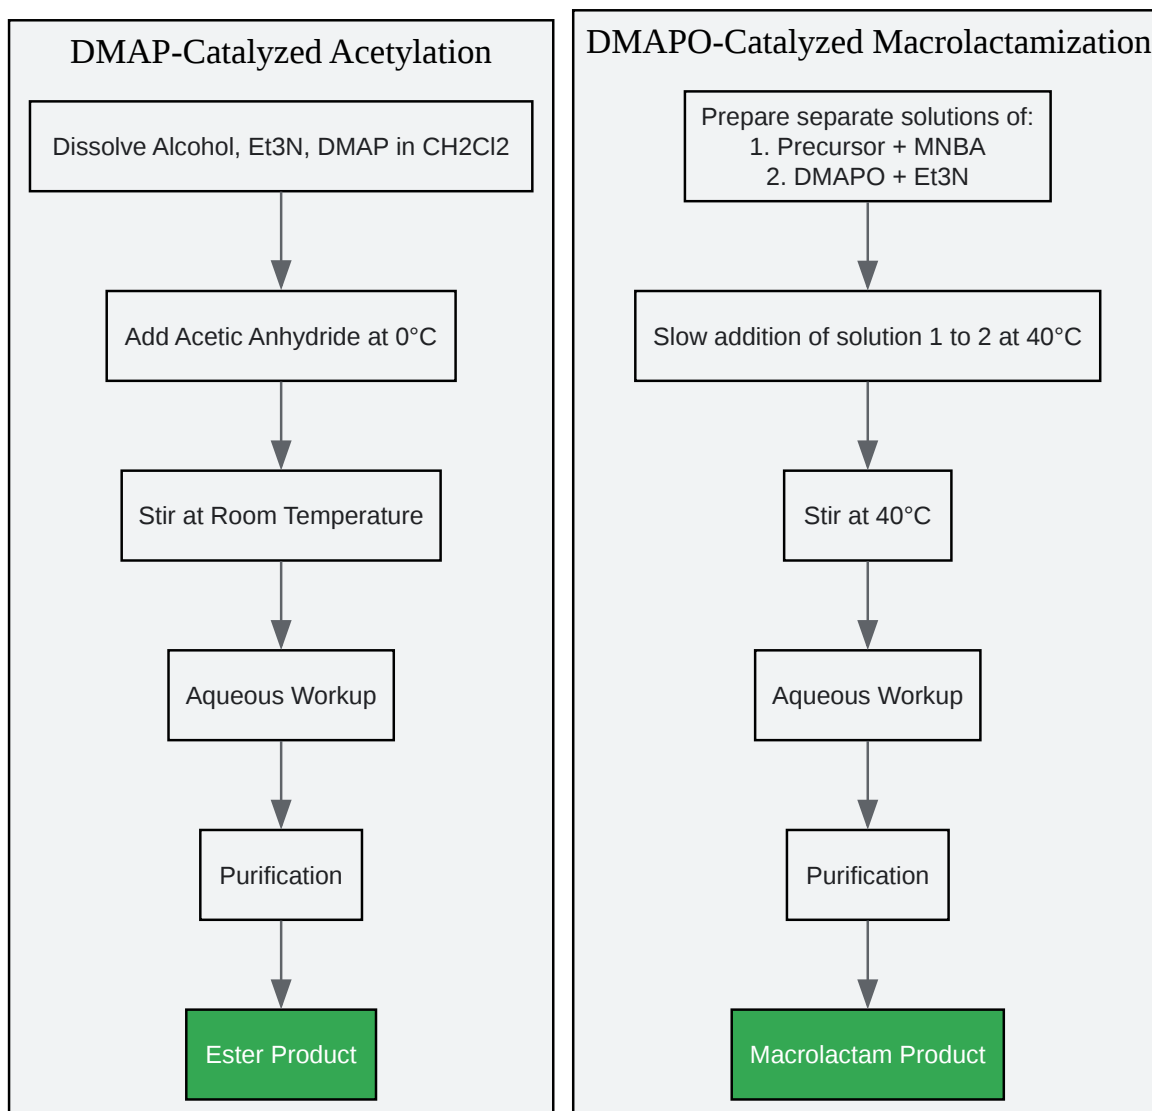 DMAP-Catalyzed Acetylation
Dissolve Alcohol, Et3N, DMAP in CH2Cl2
Add Acetic Anhydride at 0°C
Stir at Room Temperature
Aqueous Workup
Purification
Ester Product
DMAPO-Catalyzed Macrolactamization
Prepare separate solutions of:
1. Precursor + MNBA
2. DMAPO + Et3N
Slow addition of solution 1 to 2 at 40°C
Stir at 40°C
Aqueous Workup
Purification
Macrolactam Product